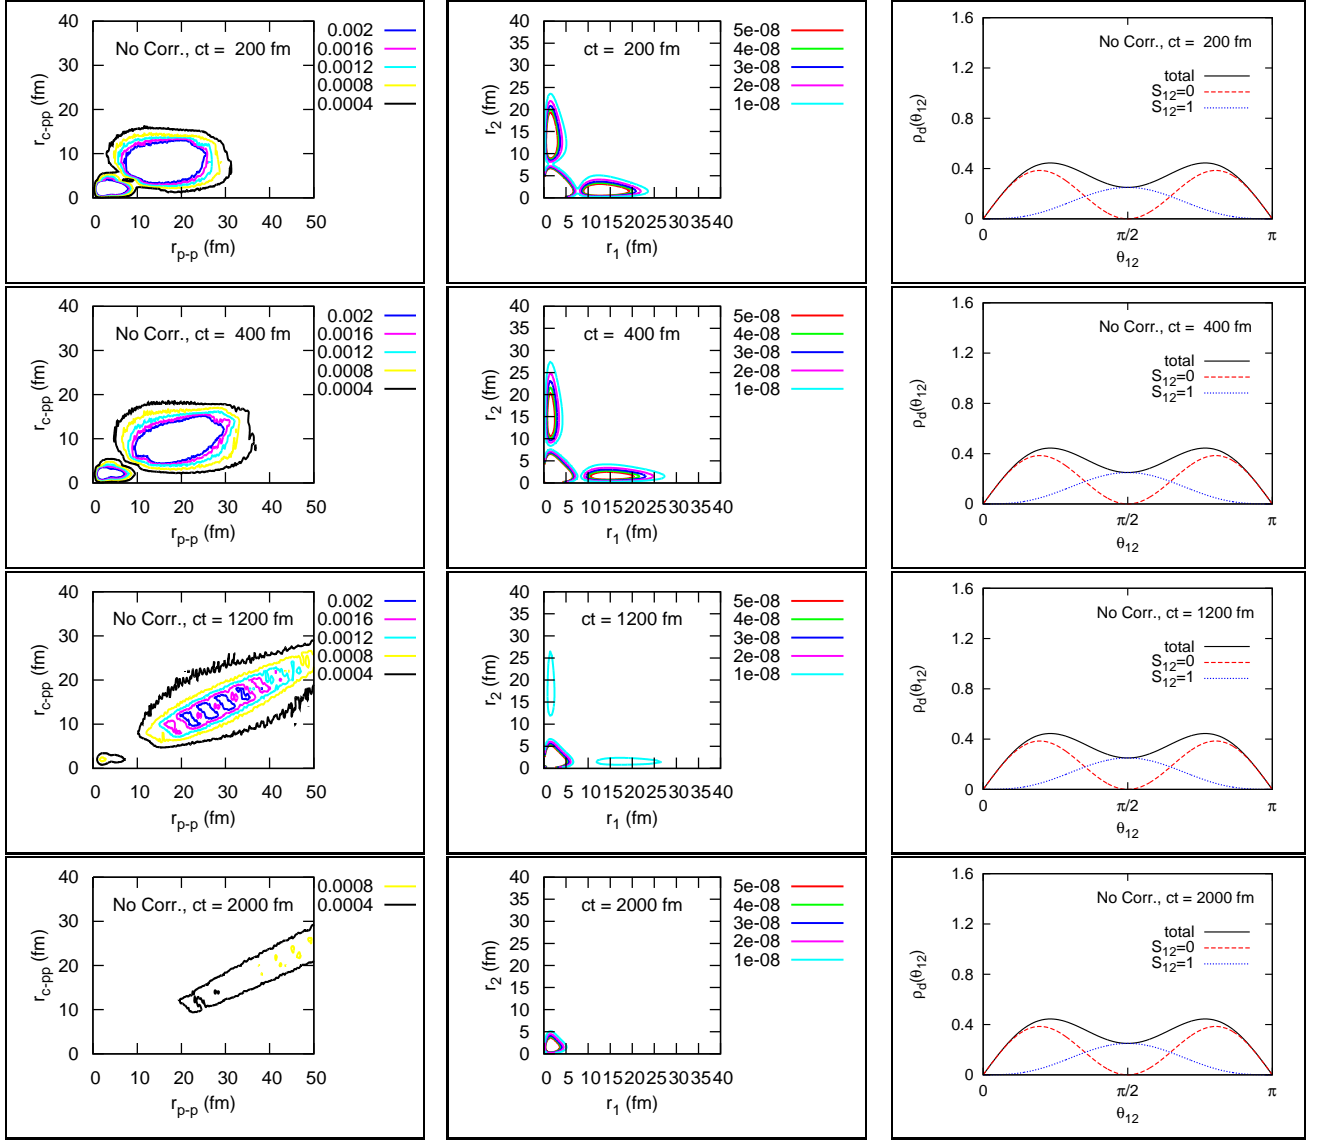 40
30
20
10
0
0 10 20 30 40 50
r_c-pp (fm)
r_p-p (fm)
No Corr., ct = 200 fm
0.002
0.0016
0.0012
0.0008
0.0004
40
35
30
25
20
15
10
5
0
0 5 10 15 20 25 30 35 40
r_2 (fm)
r_1 (fm)
ct = 200 fm
5e-08
4e-08
3e-08
2e-08
1e-08
1.6
1.2
0.8
0.4
0
0 π/2 π
ρ_d(θ_12)
θ_12
No Corr., ct = 200 fm
total
S_12=0
S_12=1
40
30
20
10
0
0 10 20 30 40 50
r_c-pp (fm)
r_p-p (fm)
No Corr., ct = 400 fm
0.002
0.0016
0.0012
0.0008
0.0004
40
35
30
25
20
15
10
5
0
0 5 10 15 20 25 30 35 40
r_2 (fm)
r_1 (fm)
ct = 400 fm
5e-08
4e-08
3e-08
2e-08
1e-08
1.6
1.2
0.8
0.4
0
0 π/2 π
ρ_d(θ_12)
θ_12
No Corr., ct = 400 fm
total
S_12=0
S_12=1
40
30
20
10
0
0 10 20 30 40 50
r_c-pp (fm)
r_p-p (fm)
No Corr., ct = 1200 fm
0.002
0.0016
0.0012
0.0008
0.0004
40
35
30
25
20
15
10
5
0
0 5 10 15 20 25 30 35 40
r_2 (fm)
r_1 (fm)
ct = 1200 fm
5e-08
4e-08
3e-08
2e-08
1e-08
1.6
1.2
0.8
0.4
0
0 π/2 π
ρ_d(θ_12)
θ_12
No Corr., ct = 1200 fm
total
S_12=0
S_12=1
40
30
20
10
0
0 10 20 30 40 50
r_c-pp (fm)
r_p-p (fm)
No Corr., ct = 2000 fm
0.0008
0.0004
40
35
30
25
20
15
10
5
0
0 5 10 15 20 25 30 35 40
r_2 (fm)
r_1 (fm)
ct = 2000 fm
5e-08
4e-08
3e-08
2e-08
1e-08
1.6
1.2
0.8
0.4
0
0 π/2 π
ρ_d(θ_12)
θ_12
No Corr., ct = 2000 fm
total
S_12=0
S_12=1